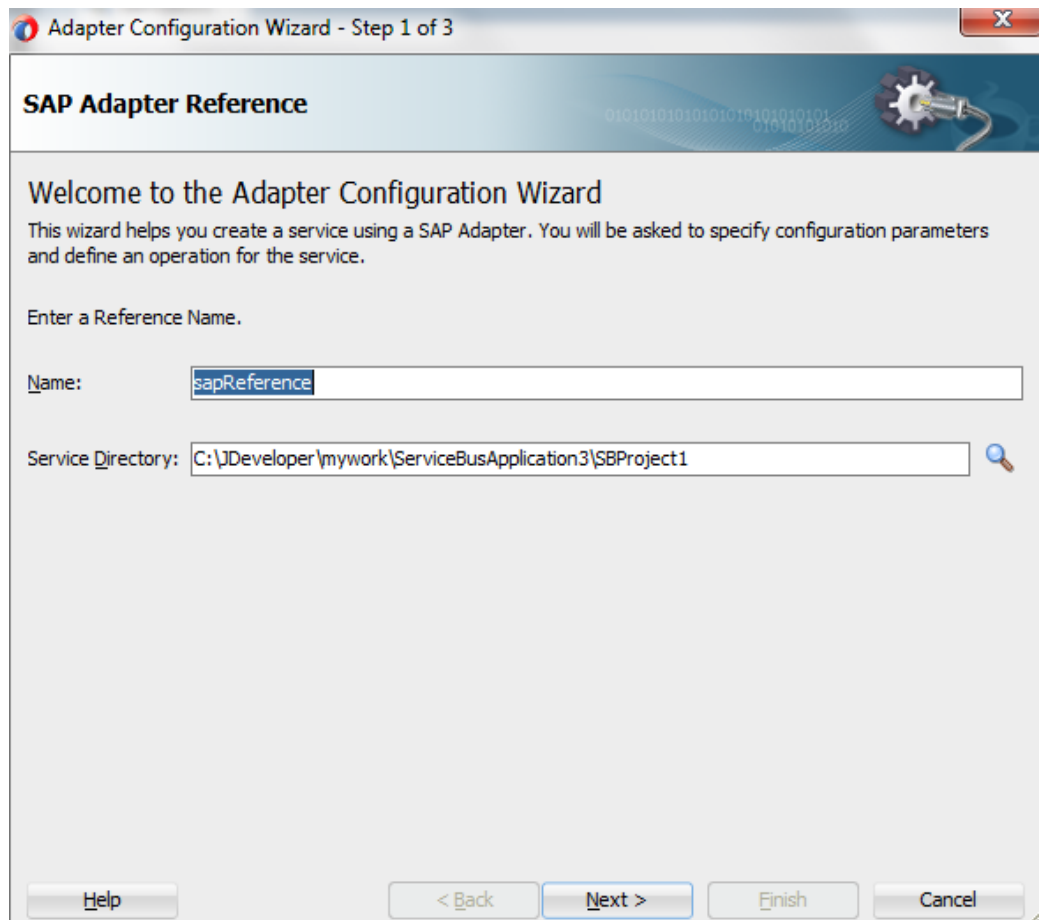 Adapter Configuration Wizard - Step 1 of 3
SAP Adapter Reference
0101010101010101010101010101
01010101010
Welcome to the Adapter Configuration Wizard
This wizard helps you create a service using a SAP Adapter. You will be asked to specify configuration parameters
and define an operation for the service.
Enter a Reference Name.
Name: sapReference
Service Directory: C:\JDeveloper\mywork\ServiceBusApplication3\SBProject1
Help < Back Next > Finish Cancel